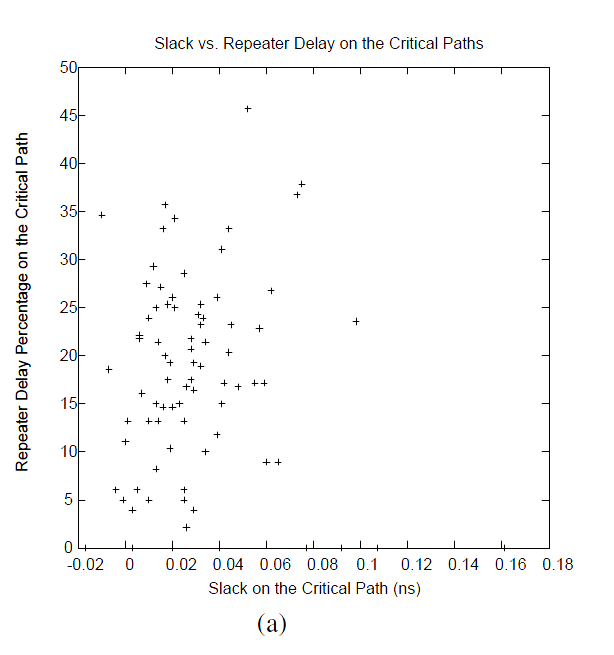 Slack vs. Repeater Delay on the Critical Paths
Repeater Delay Percentage on the Critical Path
50
45
40
35
30
25
20
15
10
5
0
-0.02 0 0.02 0.04 0.06 0.08 0.1 0.12 0.14 0.16 0.18
Slack on the Critical Path (ns)
(a)